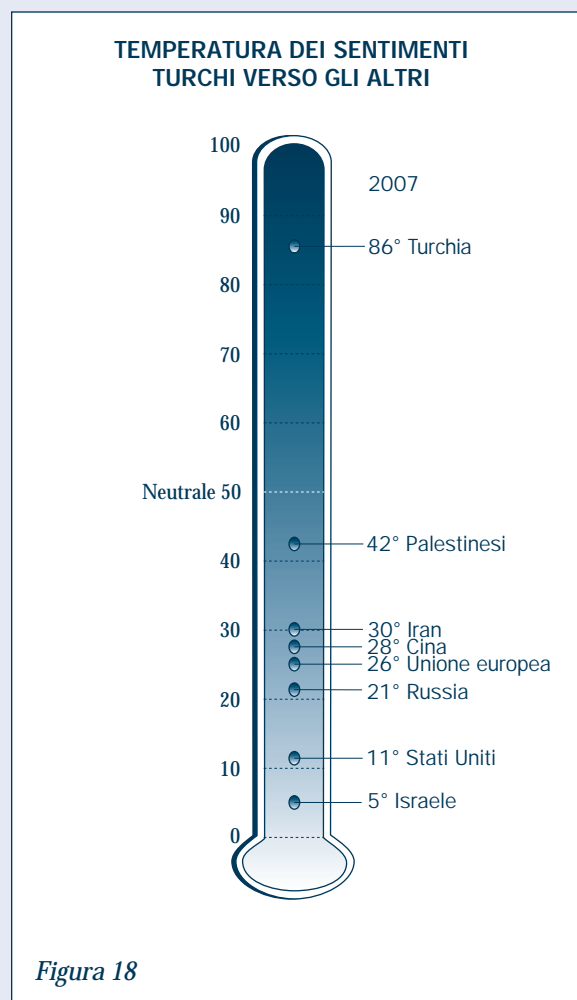 TEMPERATURA DEI SENTIMENTI
TURCHI VERSO GLI ALTRI
100
2007
90
86° Turchia
80
70
60
Neutrale 50
42° Palestinesi
40
30
30° Iran
28° Cina
26° Unione europea
21° Russia
20
11° Stati Uniti
10
5° Israele
0
Figura 18